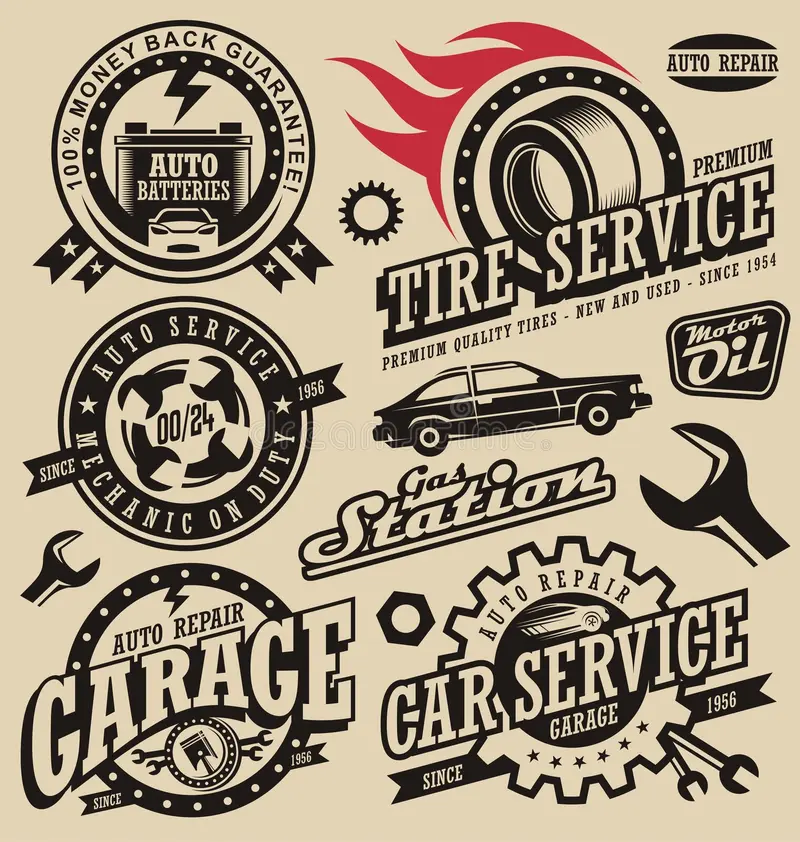 100% MONEY BACK GUARANTEE!
AUTO
BATTERIES
PREMIUM
TIRE SERVICE
PREMIUM QUALITY TIRES - NEW AND USED - SINCE 1954
AUTO REPAIR
Motor
Oil
AUTO SERVICE
00/24
MECHANIC ON DUTY
SINCE
1956
Gas
Station
AUTO REPAIR
GARAGE
SINCE
1956
AUTO REPAIR
CAR SERVICE
GARAGE
SINCE
1956